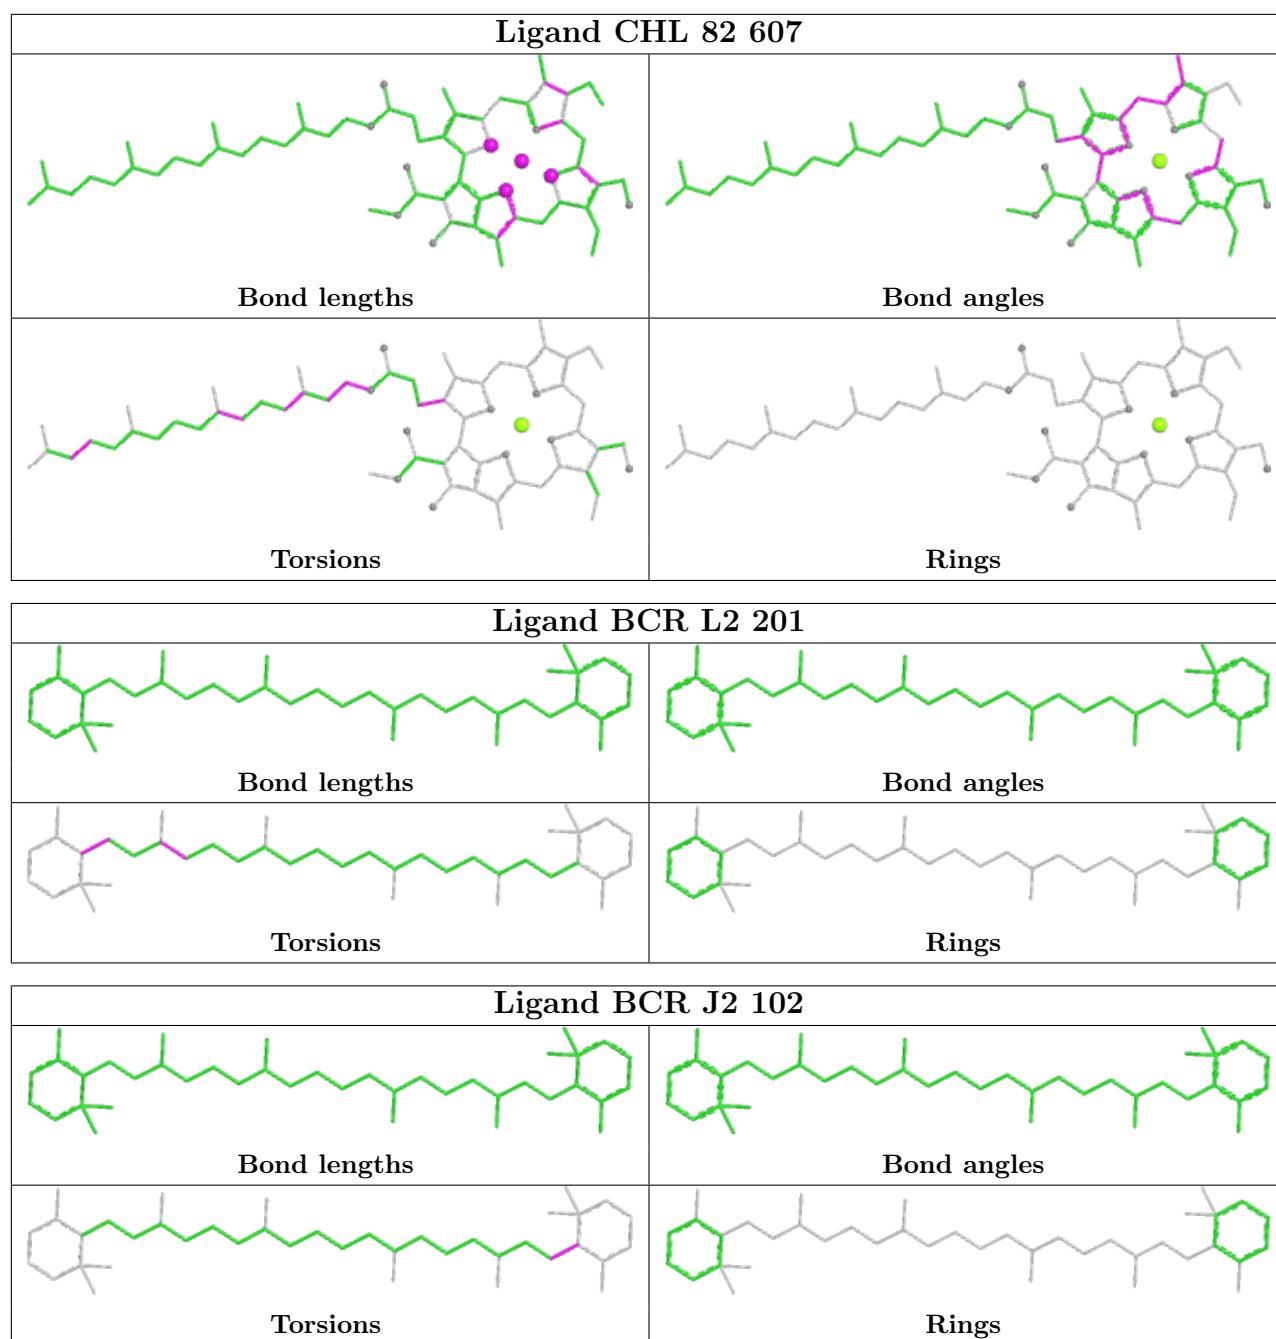 Ligand CHL 82 607
Bond lengths
Bond angles
Torsions
Rings
Ligand BCR L2 201
Bond lengths
Bond angles
Torsions
Rings
Ligand BCR J2 102
Bond lengths
Bond angles
Torsions
Rings